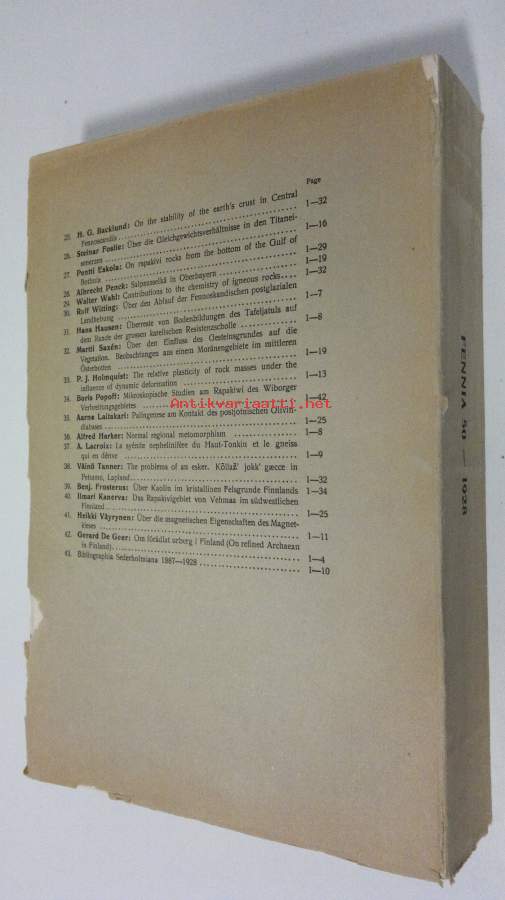 Page
25. H. G. Backlund: On the stability of the earth's crust in Central
Fennoscandia 1—32
26. Steinar Foslie: Über die Gleichgewichtsverhältnisse in den Titaneisenerzen
1—16
27. Pentti Eskola: On rapakivi rocks from the bottom of the Gulf of
Bothnia 1—29
28. Albrecht Penck: Salpausselkä in Oberbayern 1—19
29. Walter Wahl: Contributions to the chemistry of igneous rocks 1—32
30. Rolf Witting: Über den Ablauf der Fennoskandischen postglazialen
Landhebung 1—7
31. Hans Hausen: Überreste von Bodenbildungen des Tafeljatuls auf
dem Rande der grossen karelischen Resistenzscholle 1—8
32. Martti Saxén: Über den Einfluss des Gesteinsgrundes auf die
Vegetation. Beobachtungen aus einem Moränengebiete im mittleren
Österbotten 1—19
33. P. J. Holmquist: The relative plasticity of rock masses under the
influence of dynamic deformation 1—13
34. Boris Popoff: Mikroskopische Studien am Rapakiwi des Wiborger
Verbreitungsgebietes 1—42
35. Aarne Laitakari: Palingenese am Kontakt des postjotnischen Olivindiabases
1—25
36. Alfred Harker: Normal regional metamorphism 1—8
37. A. Lacroix: La syénite néphélinifère du Haut-Tonkin et le gneiss
qui en dérive 1—9
38. Väinö Tanner: The problems of an esker. Kôllaž' jokk' gæcce in
Petsamo, Lapland 1—32
39. Benj. Frosterus: Über Kaolin im kristallinen Felsgrunde Finnlands 1—34
40. Ilmari Kanerva: Das Rapakivigebiet von Vehmaa im südwestlichen
Finnland 1—25
41. Heikki Väyrynen: Über die magnetischen Eigenschaften des Magnetkieses
1—11
42. Gerard De Geer: Om förädlat urberg i Finland (On refined Archaean
in Finland) 1—4
43. Bibliographia Sederholmiana 1887—1928 1—10
FENNIA 50 — 1928
Antikvariaatti.net